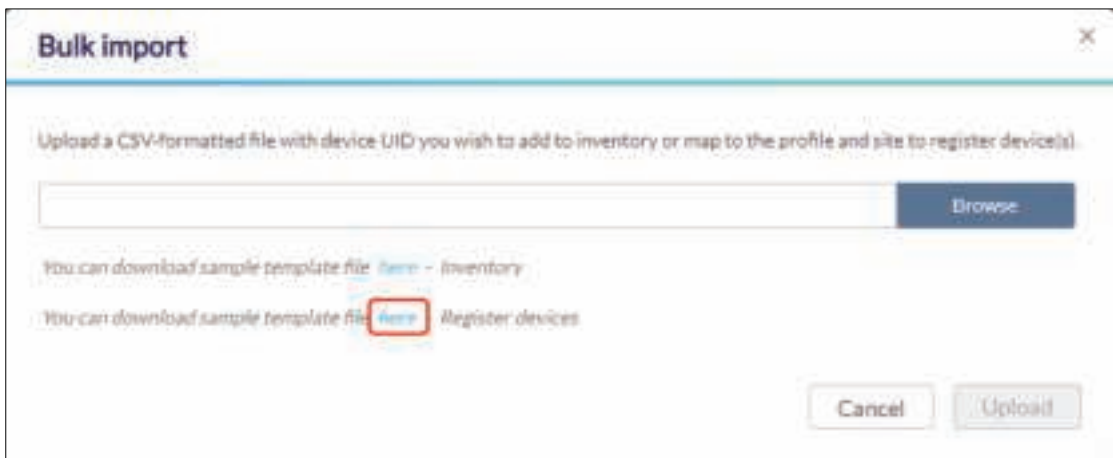 Bulk import
Upload a CSV-formatted file with device UID you wish to add to inventory or map to the profile and site to register device(s).
Browse
You can download sample template file here - Inventory
You can download sample template file here Register devices
Cancel Upload